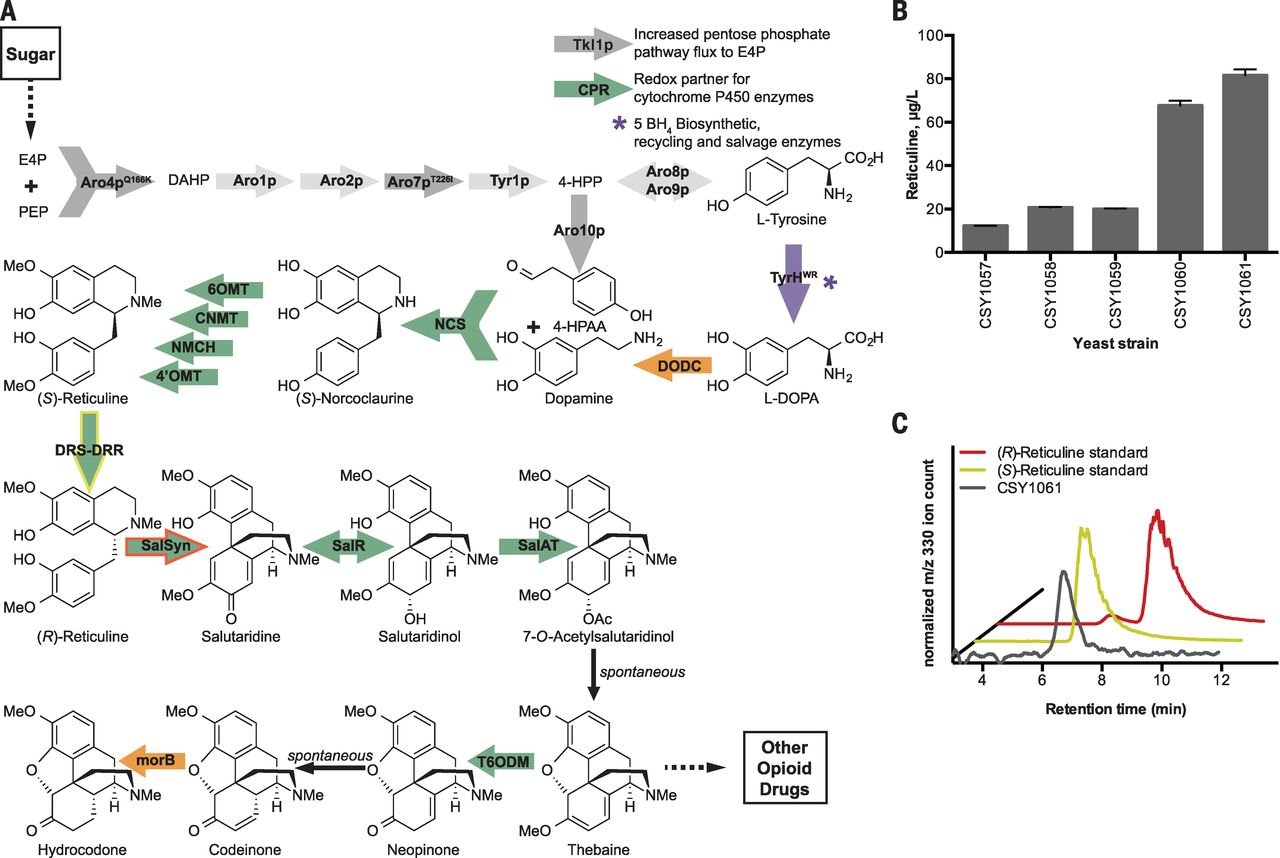 A
Sugar
Tkl1p
Increased pentose phosphate
pathway flux to E4P
CPR
Redox partner for
cytochrome P450 enzymes
* 5 BH4 Biosynthetic,
recycling and salvage enzymes
E4P
+
PEP
Aro4pQ166K
DAHP
Aro1p
Aro2p
Aro7pT226I
Tyr1p
4-HPP
Aro8p
Aro9p
CO2H
NH2
HO
L-Tyrosine
Aro10p
TyrHWR *
O
OH
+ 4-HPAA
HO
HO
NH2
Dopamine
DODC
HO
HO
CO2H
NH2
L-DOPA
NCS
HO
HO
NH
HO
(S)-Norcoclaurine
6OMT
CNMT
NMCH
4'OMT
MeO
HO
NMe
HO
MeO
(S)-Reticuline
DRS-DRR
MeO
HO
NMe
HO
MeO
(R)-Reticuline
SalSyn
MeO
HO
NMe
H
MeO
O
Salutaridine
SalR
MeO
HO
NMe
H
MeO
OH
Salutaridinol
SalAT
MeO
HO
NMe
H
MeO
OAc
7-O-Acetylsalutaridinol
spontaneous
MeO
O
NMe
H
O
Hydrocodone
morB
MeO
O
NMe
H
O
Codeinone
spontaneous
MeO
O
NMe
H
O
Neopinone
T6ODM
MeO
O
NMe
H
MeO
Thebaine
Other
Opioid
Drugs
B
Reticuline, µg/L
100
80
60
40
20
0
CSY1057
CSY1058
CSY1059
CSY1060
CSY1061
Yeast strain
C
normalized m/z 330 ion count
(R)-Reticuline standard
(S)-Reticuline standard
CSY1061
4
6
8
10
12
Retention time (min)